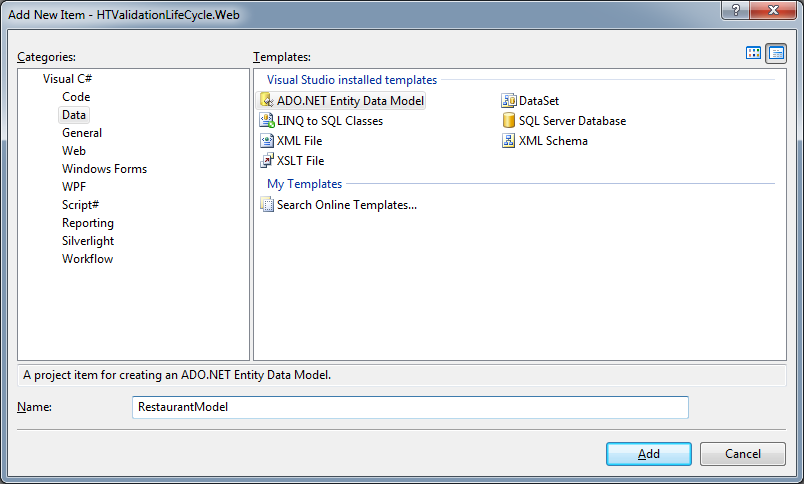 Add New Item - HTValidationLifeCycle.Web
Categories:
Templates:
Visual C#
Code
Data
General
Web
Windows Forms
WPF
Script#
Reporting
Silverlight
Workflow
Visual Studio installed templates
ADO.NET Entity Data Model
DataSet
LINQ to SQL Classes
SQL Server Database
XML File
XML Schema
XSLT File
My Templates
Search Online Templates...
A project item for creating an ADO.NET Entity Data Model.
Name:
RestaurantModel
Add
Cancel